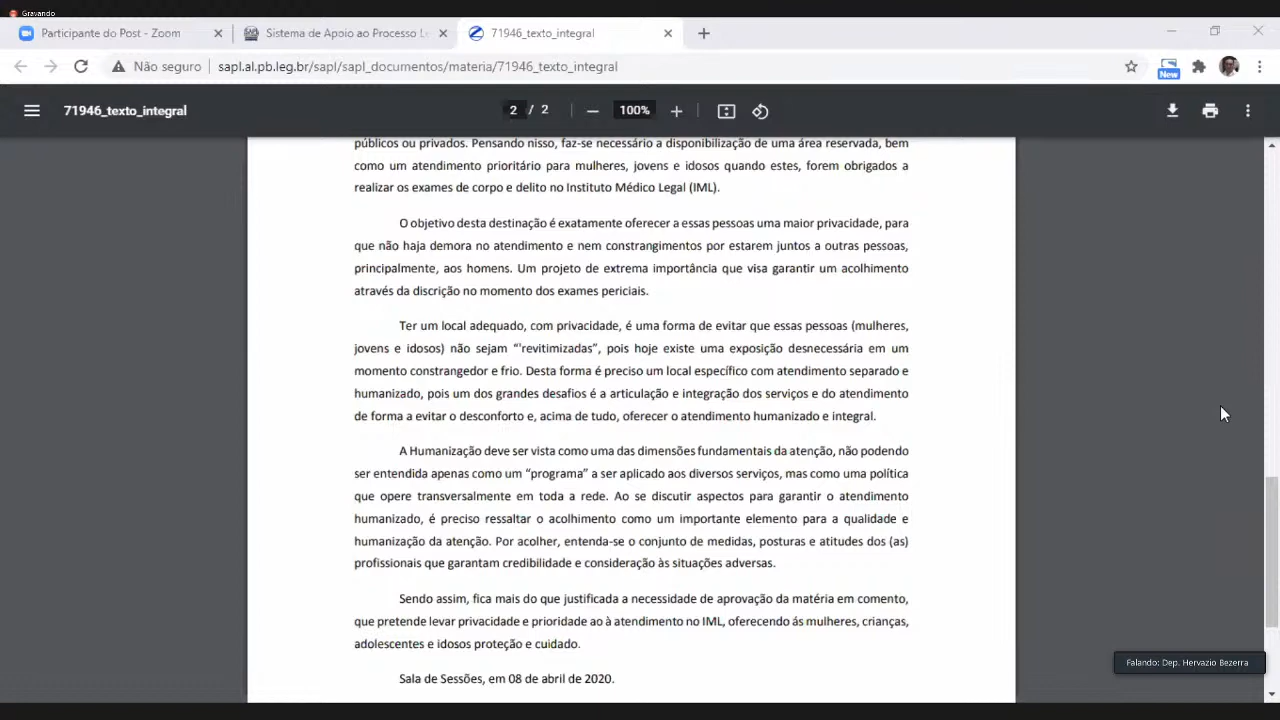 Gravando
Participante do Post - Zoom
Sistema de Apoio ao Processo Le
71946_texto_integral
Não seguro
sapl.al.pb.leg.br/sapl/sapl_documentos/materia/71946_texto_integral
New
71946_texto_integral
2 / 2
100%
públicos ou privados. Pensando nisso, faz-se necessário a disponibilização de uma área reservada, bem
como um atendimento prioritário para mulheres, jovens e idosos quando estes, forem obrigados a
realizar os exames de corpo e delito no Instituto Médico Legal (IML).
O objetivo desta destinação é exatamente oferecer a essas pessoas uma maior privacidade, para
que não haja demora no atendimento e nem constrangimentos por estarem juntos a outras pessoas,
principalmente, aos homens. Um projeto de extrema importância que visa garantir um acolhimento
através da discrição no momento dos exames periciais.
Ter um local adequado, com privacidade, é uma forma de evitar que essas pessoas (mulheres,
jovens e idosos) não sejam “'revitimizadas”, pois hoje existe uma exposição desnecessária em um
momento constrangedor e frio. Desta forma é preciso um local específico com atendimento separado e
humanizado, pois um dos grandes desafios é a articulação e integração dos serviços e do atendimento
de forma a evitar o desconforto e, acima de tudo, oferecer o atendimento humanizado e integral.
A Humanização deve ser vista como uma das dimensões fundamentais da atenção, não podendo
ser entendida apenas como um “programa” a ser aplicado aos diversos serviços, mas como uma política
que opere transversalmente em toda a rede. Ao se discutir aspectos para garantir o atendimento
humanizado, é preciso ressaltar o acolhimento como um importante elemento para a qualidade e
humanização da atenção. Por acolher, entenda-se o conjunto de medidas, posturas e atitudes dos (as)
profissionais que garantam credibilidade e consideração às situações adversas.
Sendo assim, fica mais do que justificada a necessidade de aprovação da matéria em comento,
que pretende levar privacidade e prioridade ao à atendimento no IML, oferecendo ás mulheres, crianças,
adolescentes e idosos proteção e cuidado.
Falando: Dep. Hervazio Bezerra
Sala de Sessões, em 08 de abril de 2020.